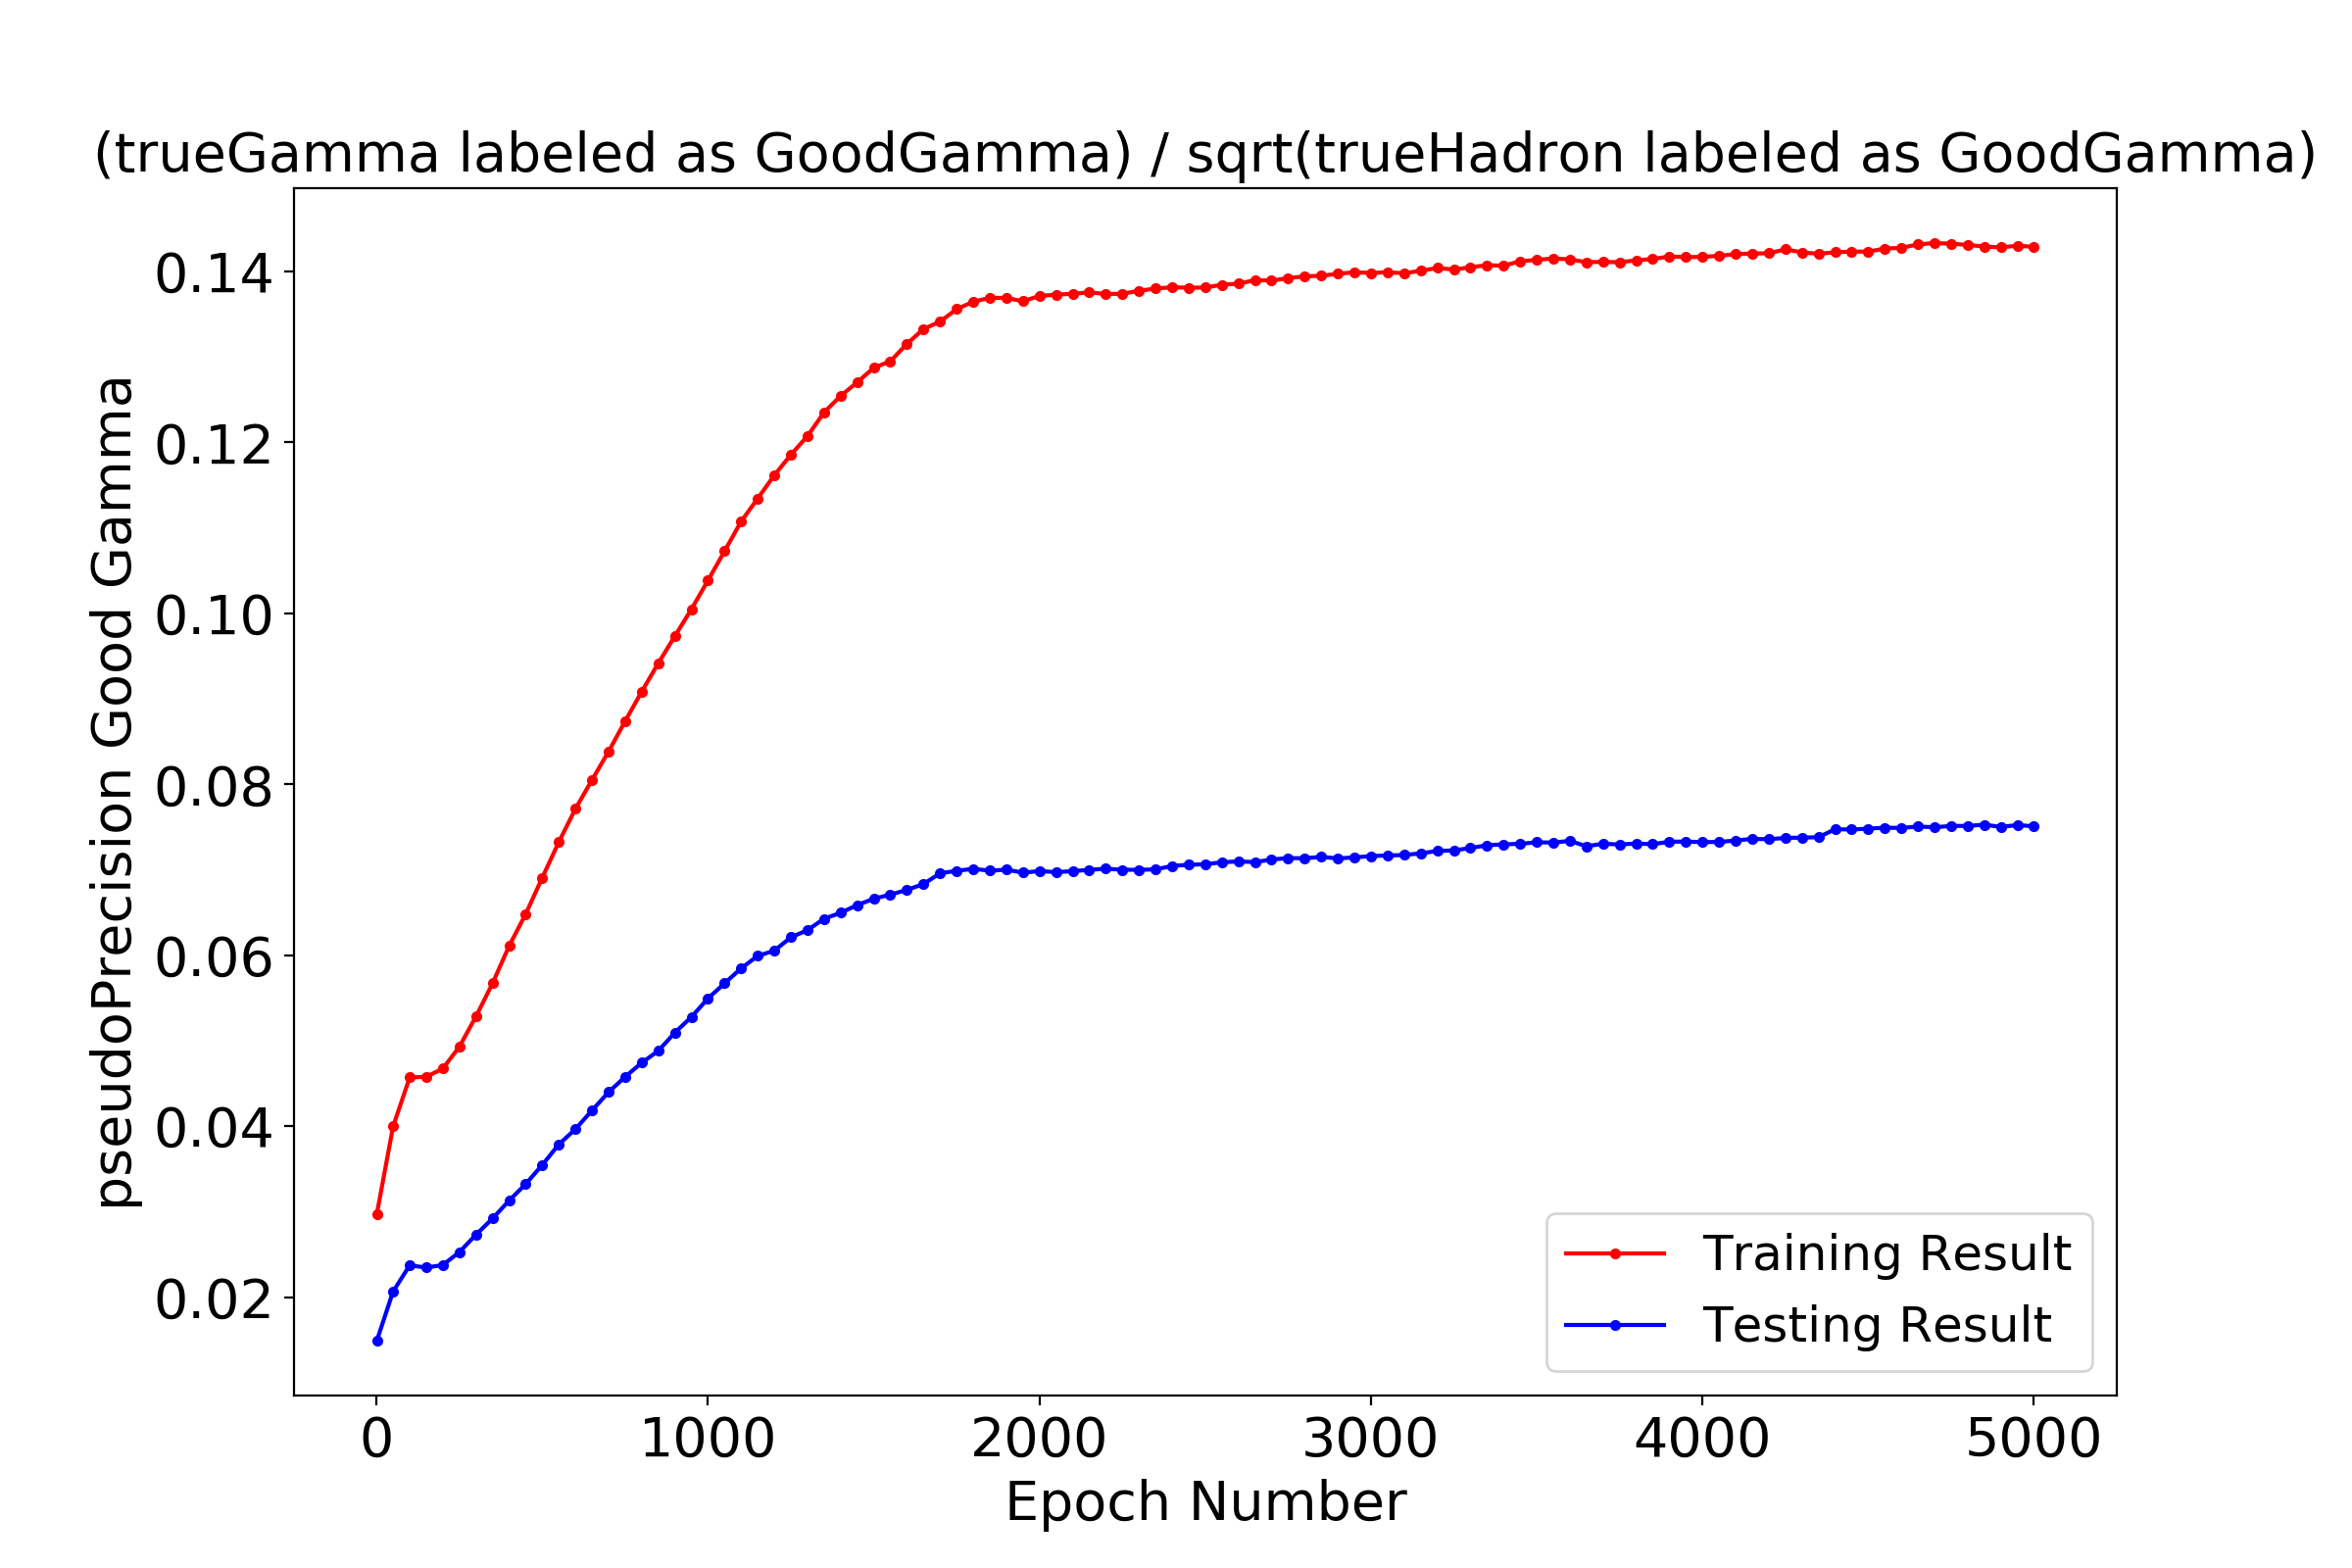 (trueGamma labeled as GoodGamma) / sqrt(trueHadron labeled as GoodGamma)
pseudoPrecision Good Gamma
0.14
0.12
0.10
0.08
0.06
0.04
0.02
0
1000
2000
3000
4000
5000
Epoch Number
Training Result
Testing Result